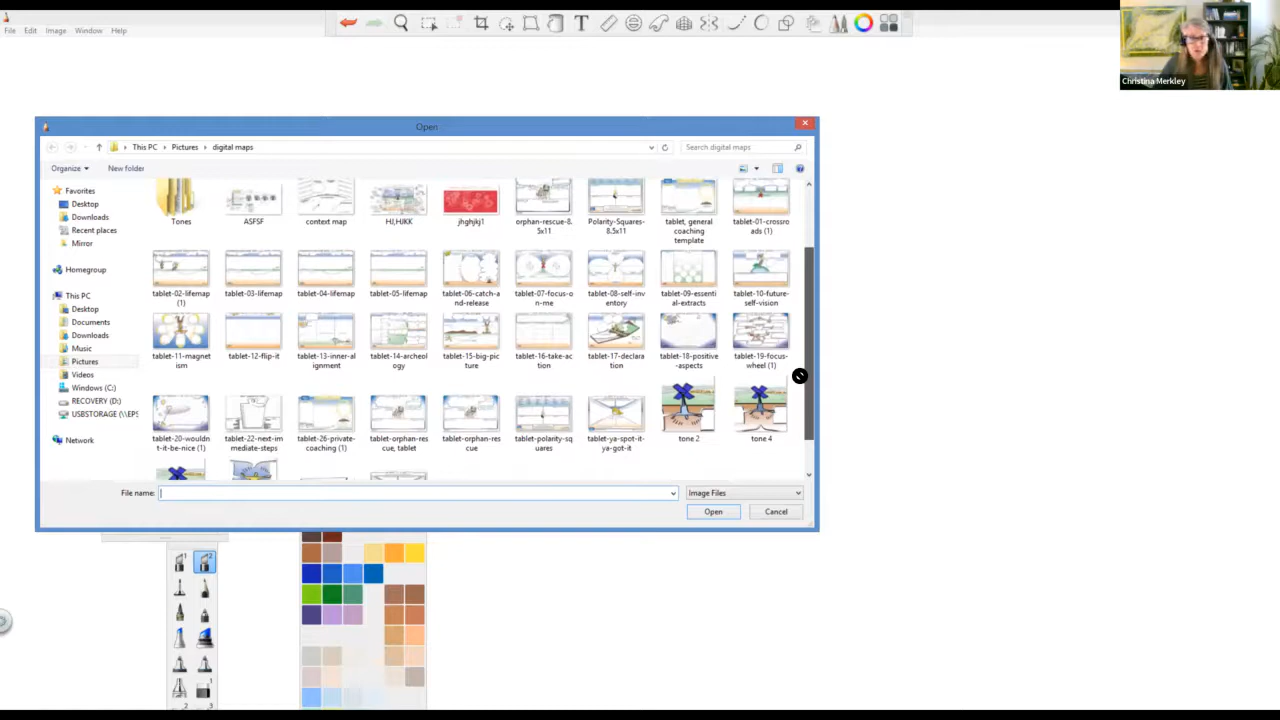 File Edit Image Window Help
T
Christina Merkley
Open
This PC Pictures digital maps
Search digital maps
Organize New folder
Favorites
Desktop
Downloads
Recent places
Mirror
Homegroup
This PC
Desktop
Documents
Downloads
Music
Pictures
Videos
Windows (C:)
RECOVERY (D:)
USBSTORAGE (\\EPS
Network
Tones
ASFSF
context map
HJ,HJKK
jhghjkj1
orphan-rescue-8.
5x11
Polarity-Squares-
8.5x11
tablet, general
coaching
template
tablet-01-crossro
ads (1)
tablet-02-lifemap
(1)
tablet-03-lifemap
tablet-04-lifemap
tablet-05-lifemap
tablet-06-catch-a
nd-release
tablet-07-focus-o
n-me
tablet-08-self-inv
entory
tablet-09-essenti
al-extracts
tablet-10-future-
self-vision
tablet-11-magnet
ism
tablet-12-flip-it
tablet-13-inner-al
ignment
tablet-14-archeol
ogy
tablet-15-big-pic
ture
tablet-16-take-ac
tion
tablet-17-declara
tion
tablet-18-positive
-aspects
tablet-19-focus-
wheel (1)
tablet-20-wouldn
't-it-be-nice (1)
tablet-22-next-im
mediate-steps
tablet-26-private-
coaching (1)
tablet-orphan-res
cue, tablet
tablet-orphan-res
cue
tablet-polarity-sq
uares
tablet-ya-spot-it-
ya-got-it
tone 2
tone 4
File name:
Image Files
Open Cancel
1 2
1
2 3